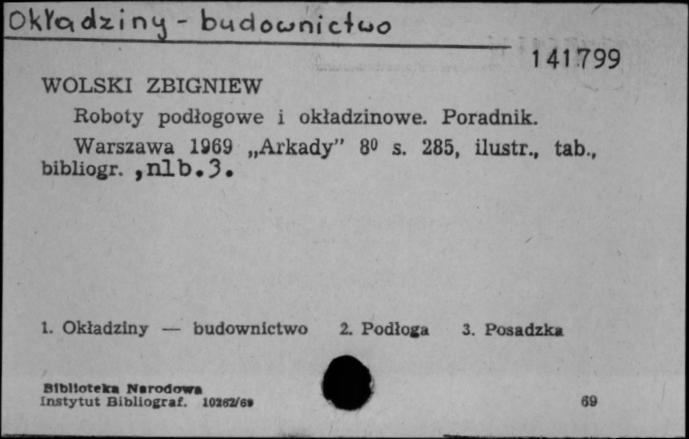 Okładziny - budownictwo
141799
WOLSKI ZBIGNIEW
Roboty podłogowe i okładzinowe. Poradnik.
Warszawa 1969 „Arkady” 8⁰ s. 285, ilustr., tab.,
bibliogr. ,nlb.3.
1. Okładziny — budownictwo 2. Podłoga 3. Posadzka
Biblioteka Narodowa
Instytut Bibliograf. 10262/69
69